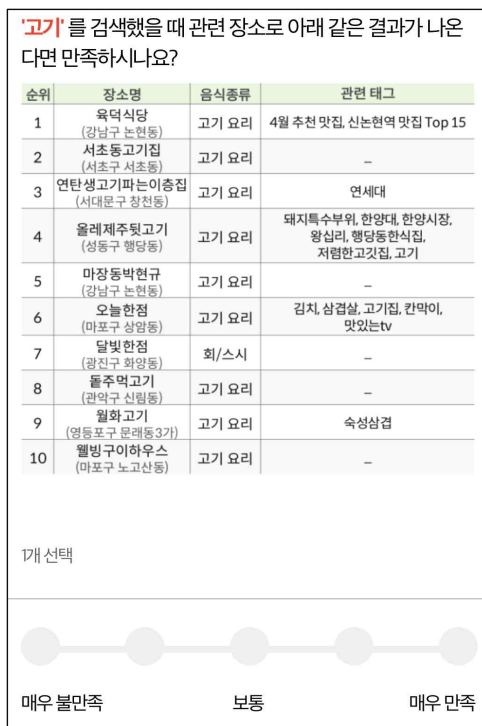 '고기' 를 검색했을 때 관련 장소로 아래 같은 결과가 나온
다면 만족하시나요?
순위 장소명 음식종류 관련 태그
1 육덕식당 (강남구 논현동) 고기 요리 4월 추천 맛집, 신논현역 맛집 Top 15
2 서초동고기집 (서초구 서초동) 고기 요리 –
3 연탄생고기파는이층집 (서대문구 창천동) 고기 요리 연세대
4 올레제주뒷고기 (성동구 행당동) 고기 요리 돼지특수부위, 한양대, 한양시장, 왕십리, 행당동한식집, 저렴한고깃집, 고기
5 마장동박현규 (강남구 논현동) 고기 요리 –
6 오늘한점 (마포구 상암동) 고기 요리 김치, 삼겹살, 고기집, 칸막이, 맛있는tv
7 달빛한점 (광진구 화양동) 회/스시 –
8 돝주먹고기 (관악구 신림동) 고기 요리 –
9 월화고기 (영등포구 문래동3가) 고기 요리 숙성삼겹
10 웰빙구이하우스 (마포구 노고산동) 고기 요리 –
1개 선택
매우 불만족 보통 매우 만족